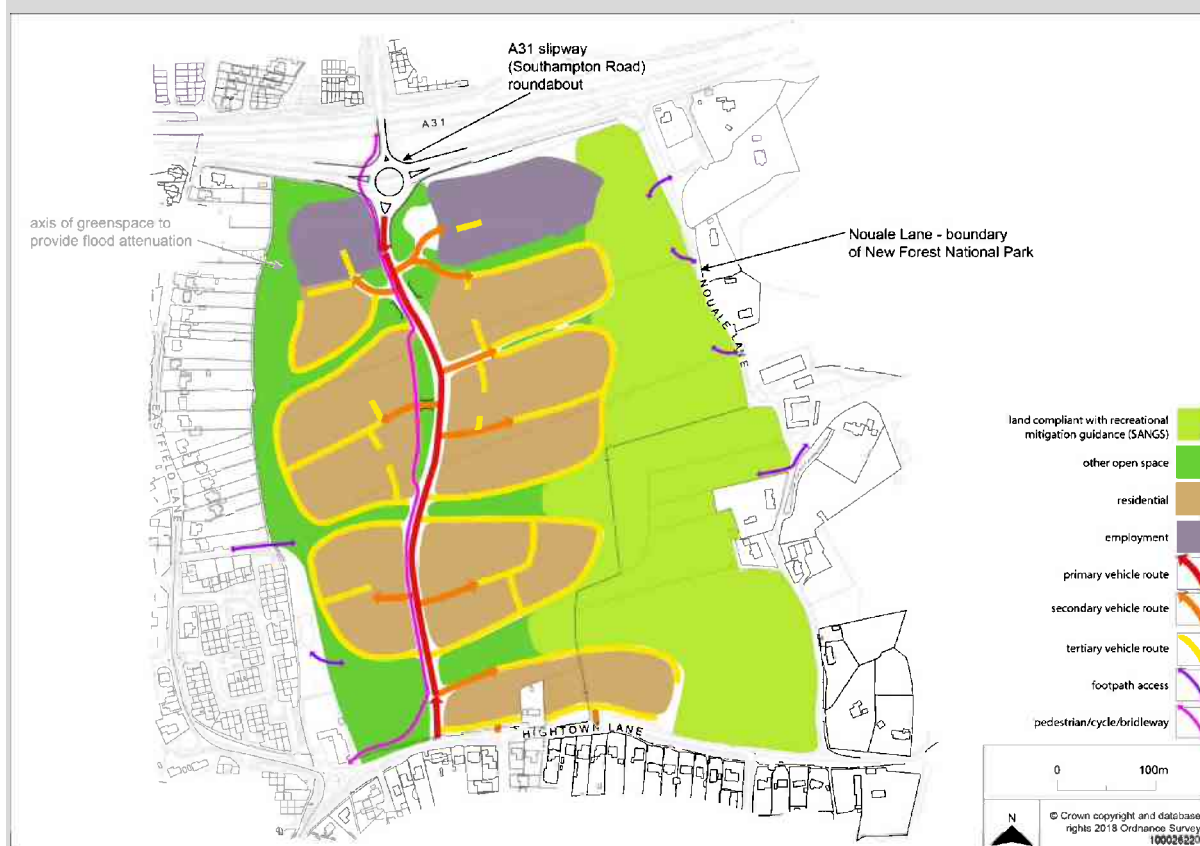 A31 slipway
(Southampton Road)
roundabout
A31
axis of greenspace to
provide flood attenuation
Nouale Lane - boundary
of New Forest National Park
NOUALE LANE
EASTFIELD LANE
land compliant with recreational
mitigation guidance (SANGS)
other open space
residential
employment
primary vehicle route
secondary vehicle route
tertiary vehicle route
footpath access
pedestrian/cycle/bridleway
HIGHTOWN LANE
0 100m
N
© Crown copyright and database
rights 2018 Ordnance Survey
100026220